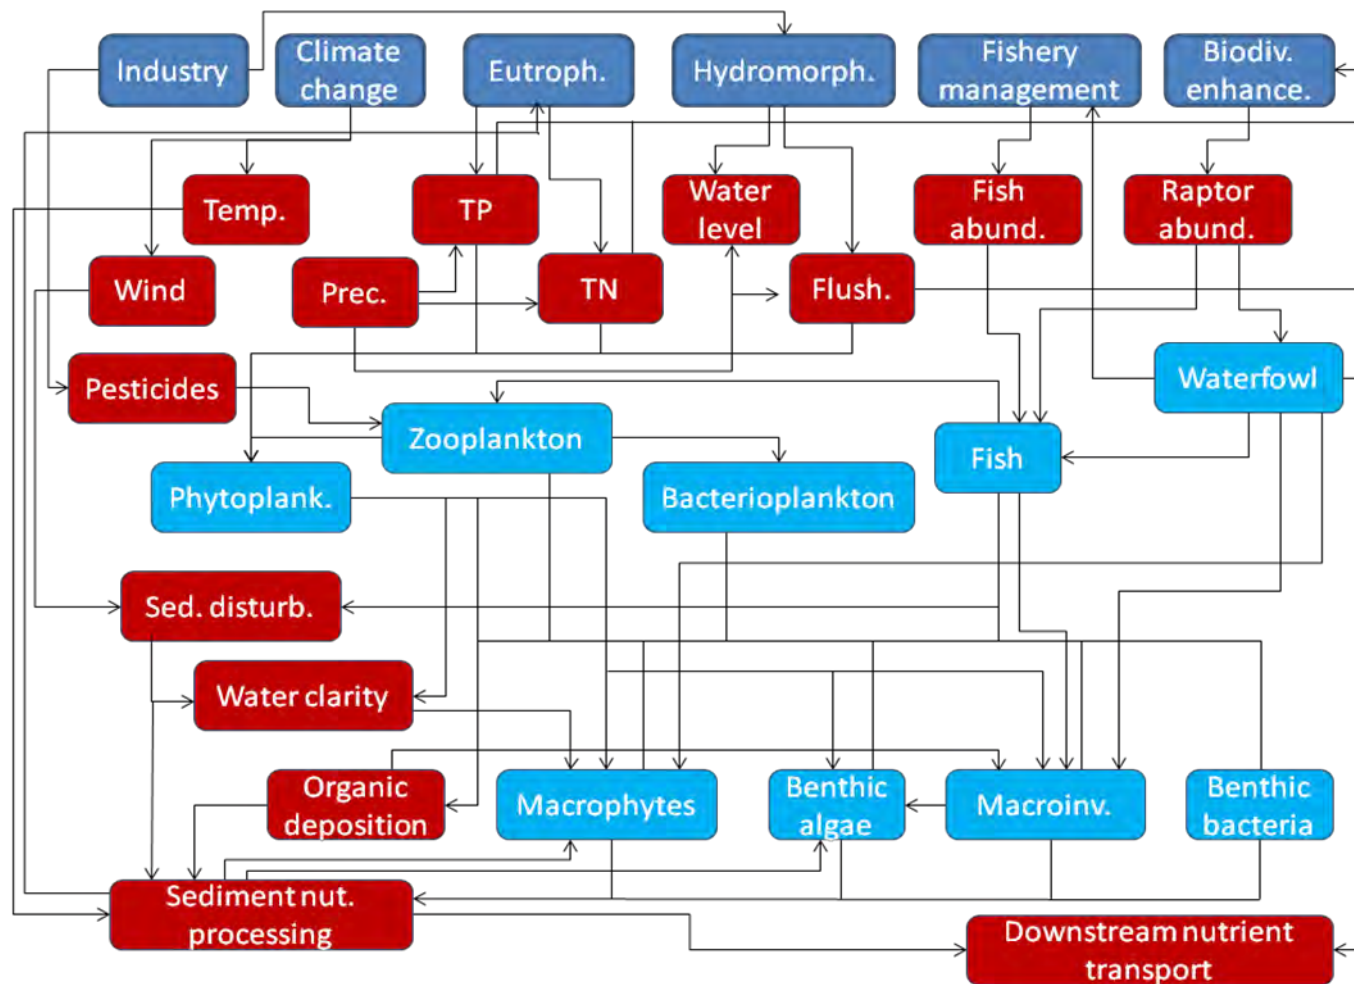 Industry
Climate
change
Eutroph.
Hydromorph.
Fishery
management
Biodiv.
enhance.
Temp.
TP
Water
level
Fish
abund.
Raptor
abund.
Wind
Prec.
TN
Flush.
Pesticides
Waterfowl
Zooplankton
Fish
Phytoplank.
Bacterioplankton
Sed. disturb.
Water clarity
Organic
deposition
Macrophytes
Benthic
algae
Macroinv.
Benthic
bacteria
Sediment nut.
processing
Downstream nutrient
transport